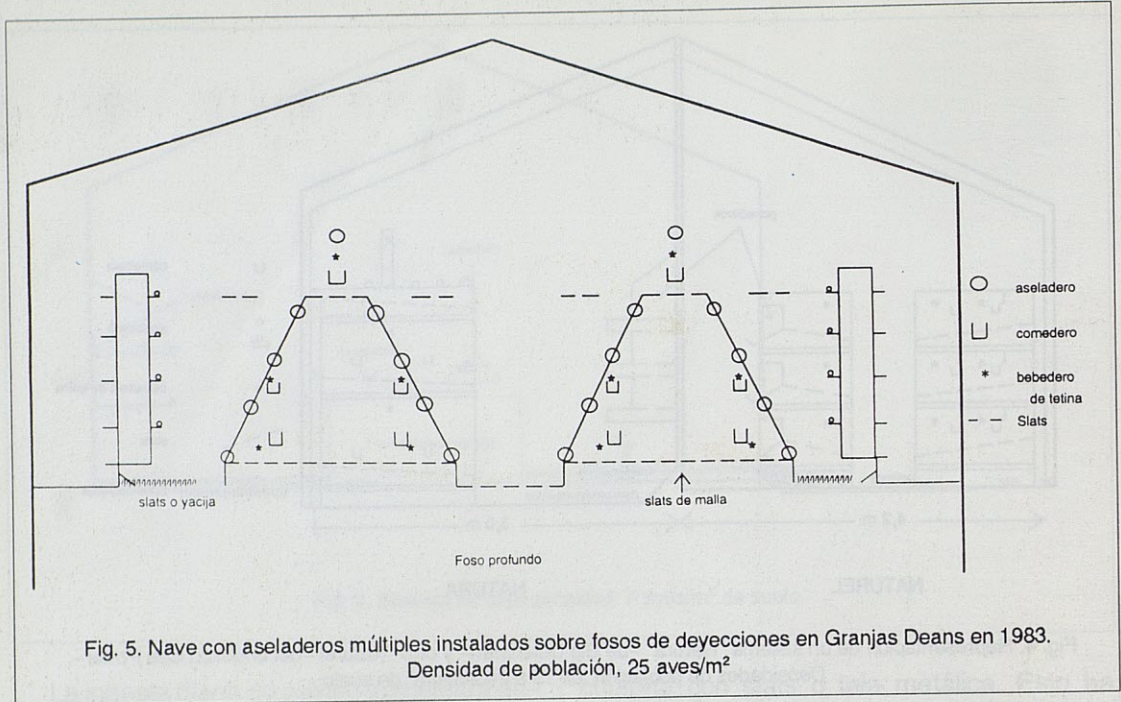 aseladero
comedero
* bebedero
de tetina
Slats
slats o yacija
slats de malla
Foso profundo
Fig. 5. Nave con aseladeros múltiples instalados sobre fosos de deyecciones en Granjas Deans en 1983.
Densidad de población, 25 aves/m²